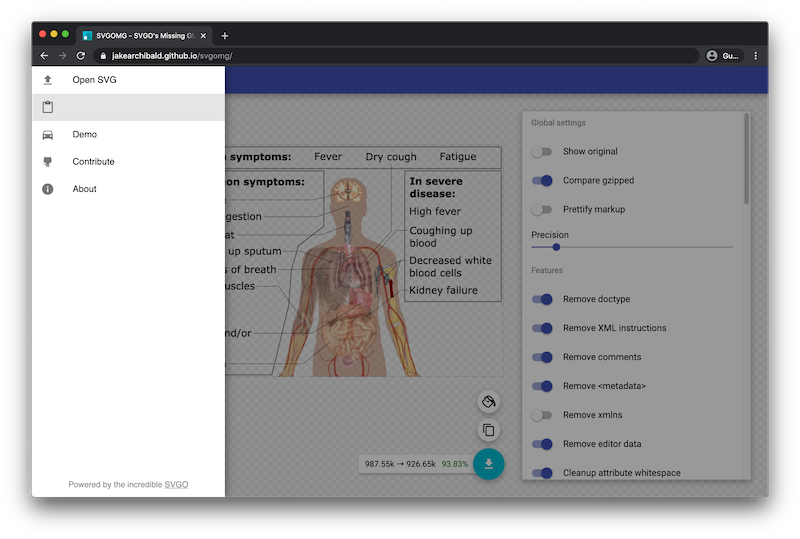 SVGOMG - SVGO's Missing GU
jakearchibald.github.io/svgomg/
Gu...
Open SVG
Demo
Contribute
About
Powered by the incredible SVGO
symptoms: Fever Dry cough Fatigue
symptoms:
gestion
up sputum
of breath
and/or
In severe
disease:
High fever
Coughing up
blood
Decreased white
blood cells
Kidney failure
987.55k → 926.65k 93.83%
Global settings
Show original
Compare gzipped
Prettify markup
Precision
Features
Remove doctype
Remove XML instructions
Remove comments
Remove <metadata>
Remove xmlns
Remove editor data
Cleanup attribute whitespace